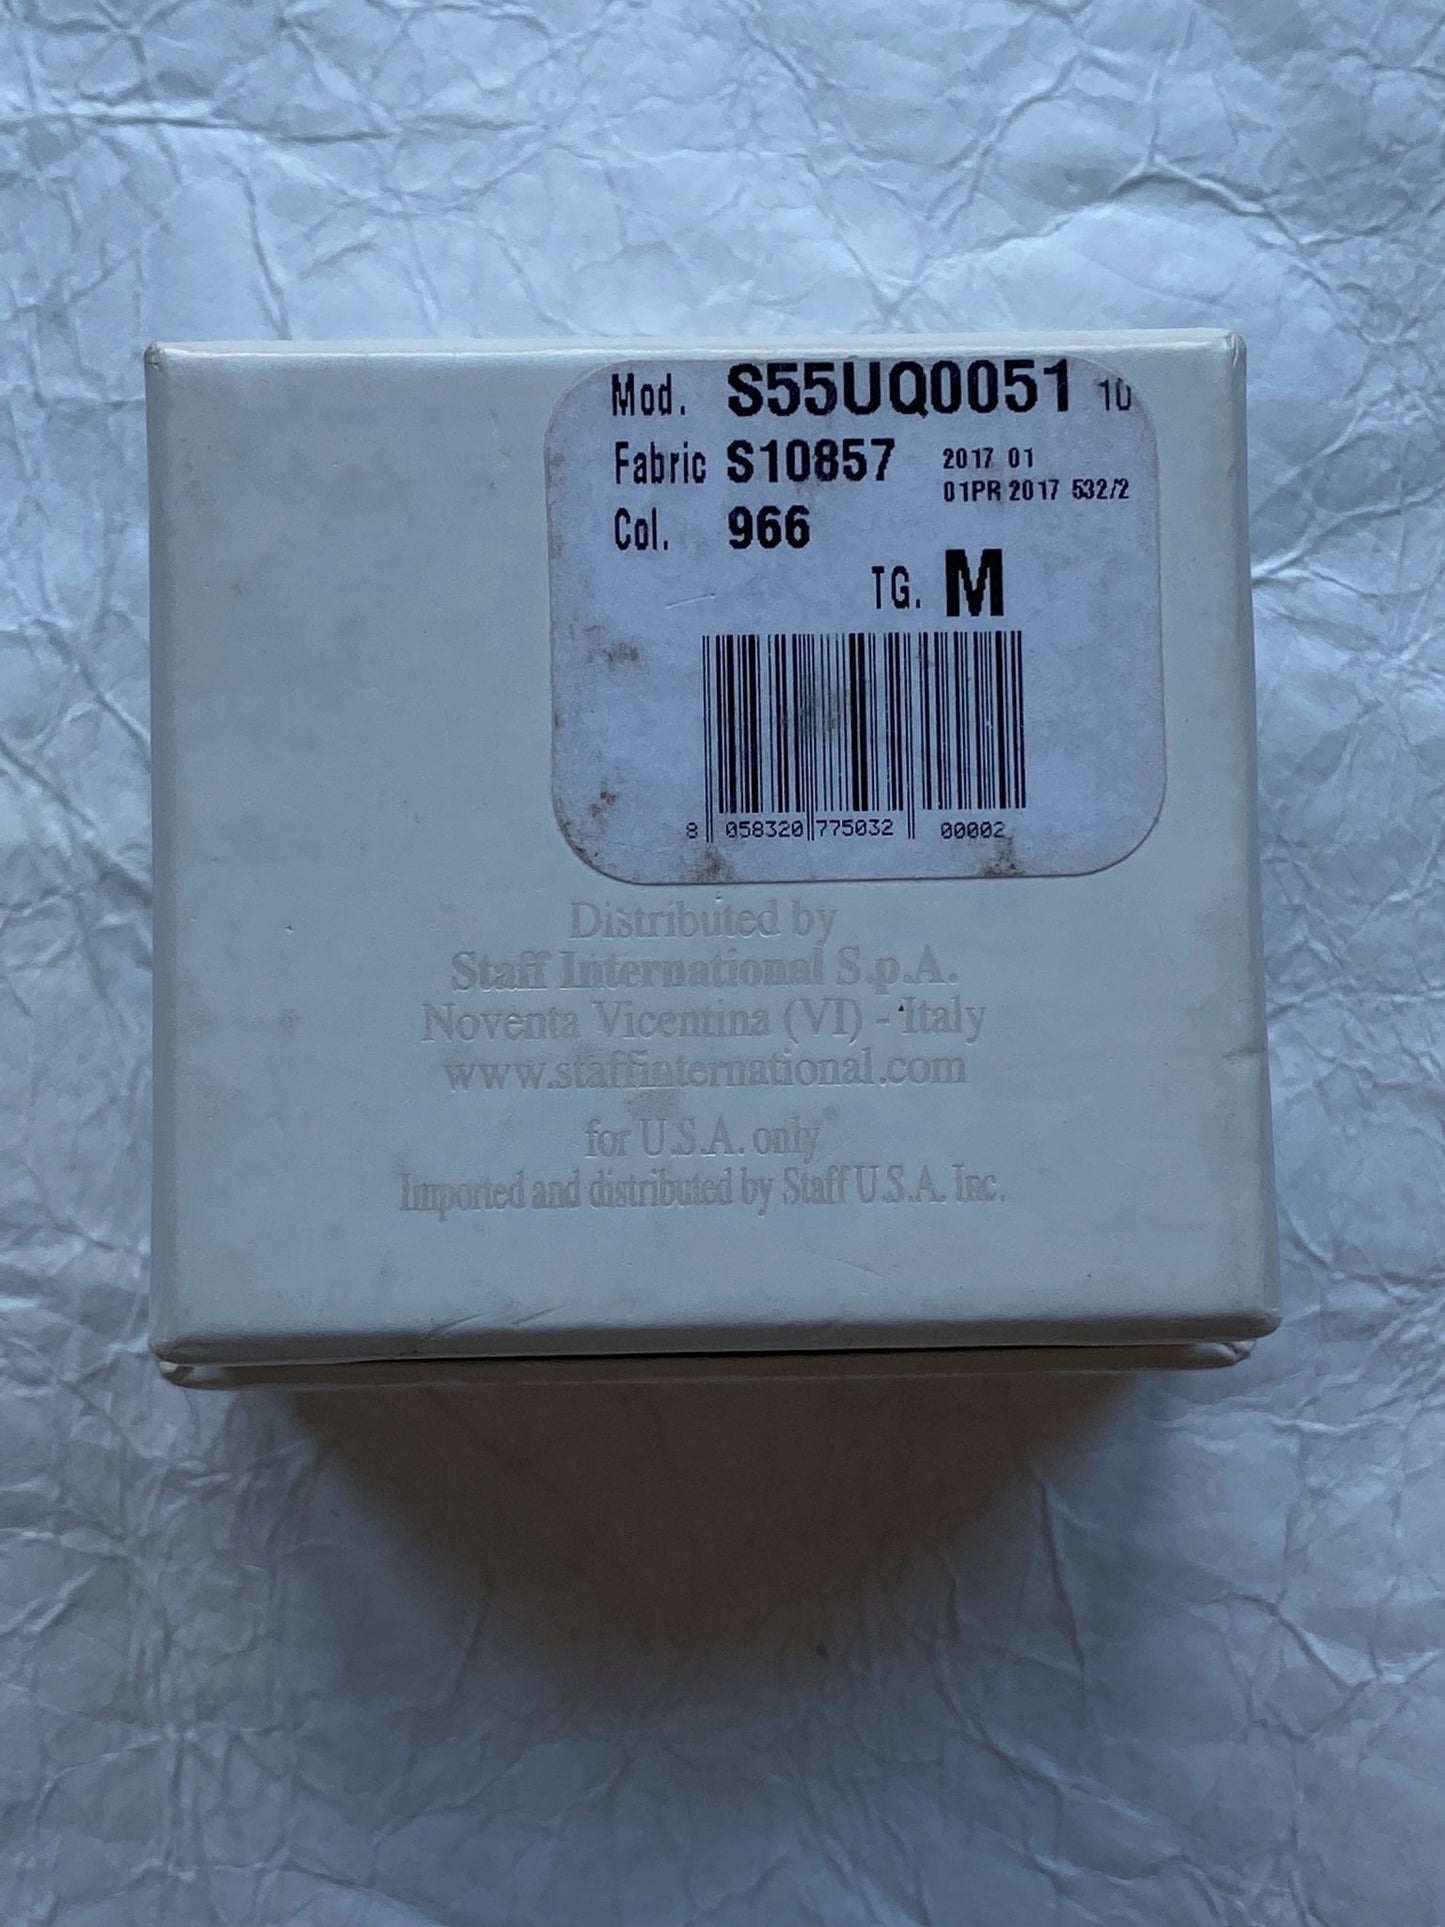 Mod. S55UQ0051 10
Fabric S10857 2017 01
01PR 2017 532/2
Col. 966
TG. M
8 058320 775032 00002
Distributed by
Staff International S.p.A.
Noventa Vicentina (VI) - Italy
www.staffinternational.com
for U.S.A. only
Imported and distributed by Staff U.S.A. Inc.